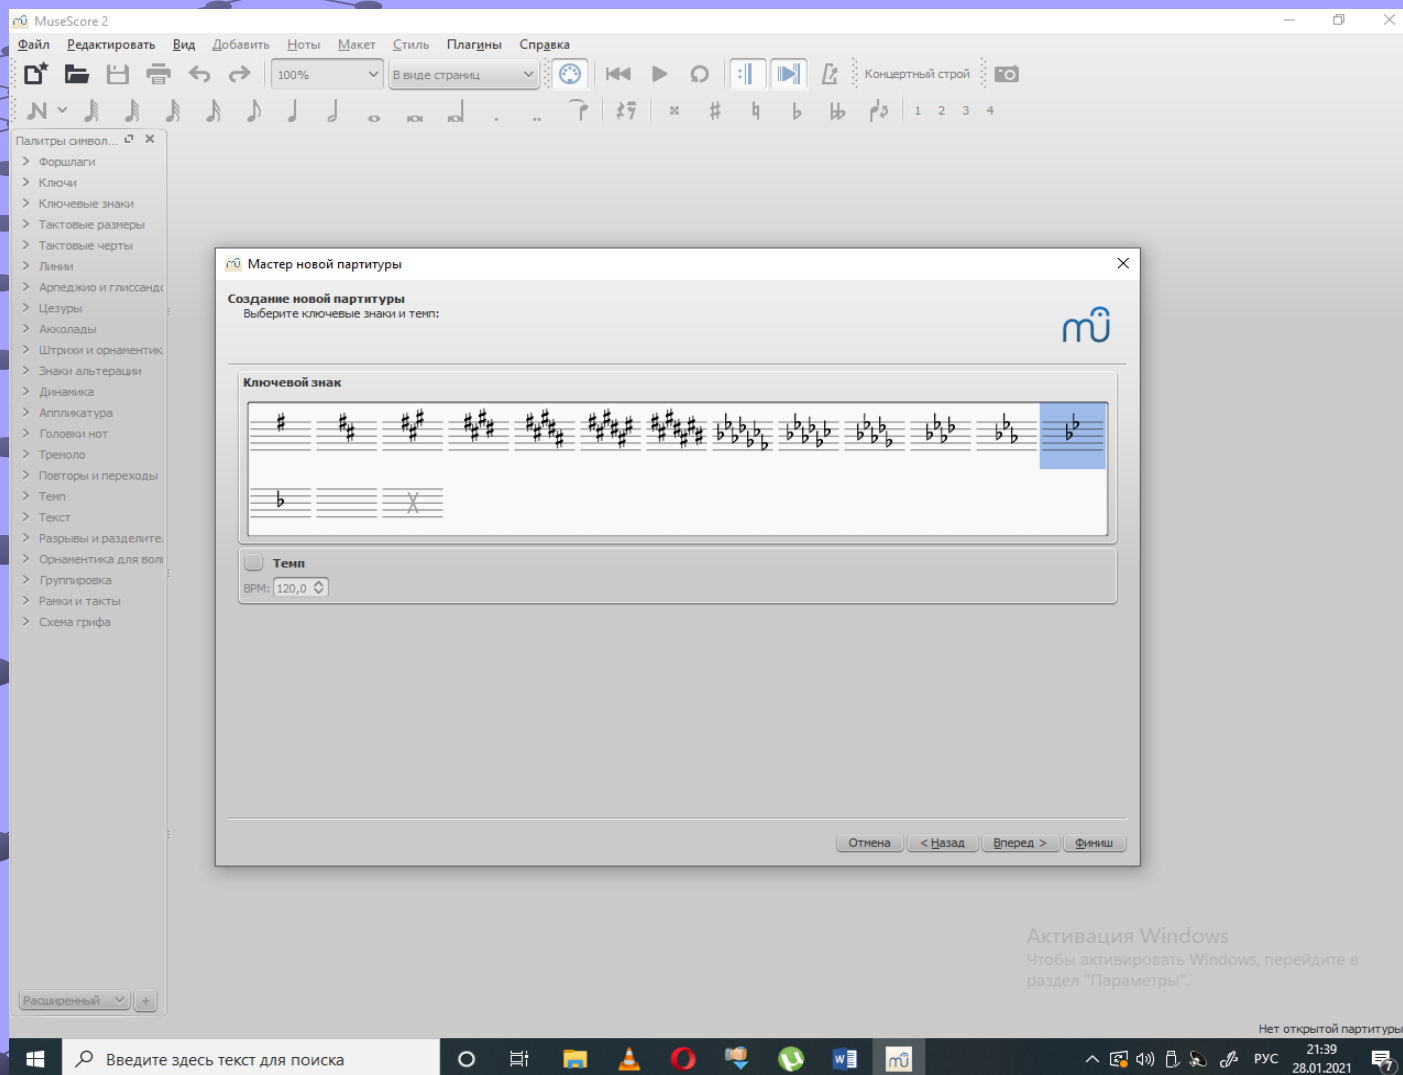 MuseScore 2
Файл Редактировать Вид Добавить Ноты Макет Стиль Плагины Справка
100% В виде страниц Концертный строй
1 2 3 4
Палитры символ...
Форшлаги
Ключи
Ключевые знаки
Тактовые размеры
Тактовые черты
Линии
Арпеджио и глиссандо
Цезуры
Акколады
Штрихи и орнаментик
Знаки альтерации
Динамика
Аппликатура
Головки нот
Тремоло
Повторы и переходы
Темп
Текст
Разрывы и разделите.
Орнаментика для вол
Группировка
Рамки и такты
Схема грифа
Расширенный +
Мастер новой партитуры
Создание новой партитуры
Выберите ключевые знаки и темп:
mu
Ключевой знак
Темп
BPM: 120,0
Отмена < Назад Вперед > Финиш
Активация Windows
Чтобы активировать Windows, перейдите в
раздел "Параметры".
Нет открытой партитуры
Введите здесь текст для поиска
РУС
21:39
28.01.2021
7